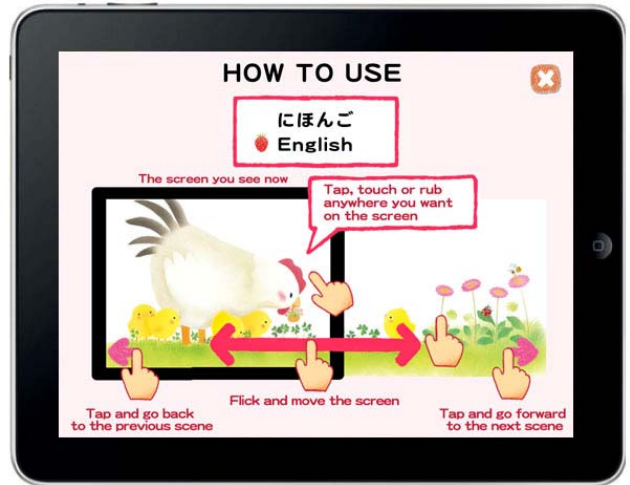 HOW TO USE
にほんご
English
The screen you see now
Tap, touch or rub
anywhere you want
on the screen
Tap and go back
to the previous scene
Flick and move the screen
Tap and go forward
to the next scene